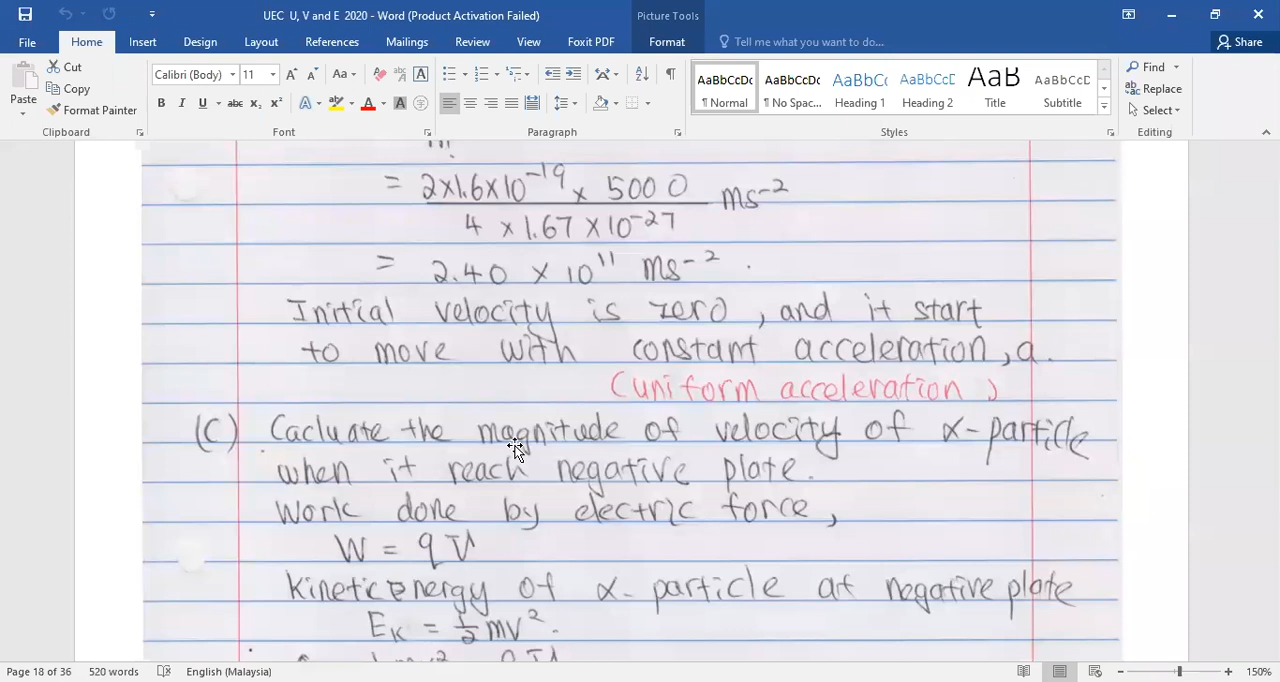 UEC U, V and E 2020 - Word (Product Activation Failed)
Picture Tools
File Home Insert Design Layout References Mailings Review View Foxit PDF Format Tell me what you want to do... Share
Paste
Cut
Copy
Format Painter
Clipboard
Calibri (Body) 11
Font
Paragraph
AaBbCcDc AaBbCcDc AaBbCc AaBbCcD AaB AaBbCcD
¶ Normal ¶ No Spac... Heading 1 Heading 2 Title Subtitle
Styles
Find
Replace
Select
Editing
= 2×1.6×10⁻¹⁹ × 5000
4 × 1.67 × 10⁻²⁷ ms⁻²
= 2.40 × 10¹¹ ms⁻².
Initial velocity is zero, and it start
to move with constant acceleration, a.
(uniform acceleration)
(C) Cacluate the magnitude of velocity of α-particle
when it reach negative plate.
Work done by electric force,
W = qV
Kinetic energy of α-particle at negative plate
Eₖ = ½mv².
Page 18 of 36 520 words English (Malaysia) 150%